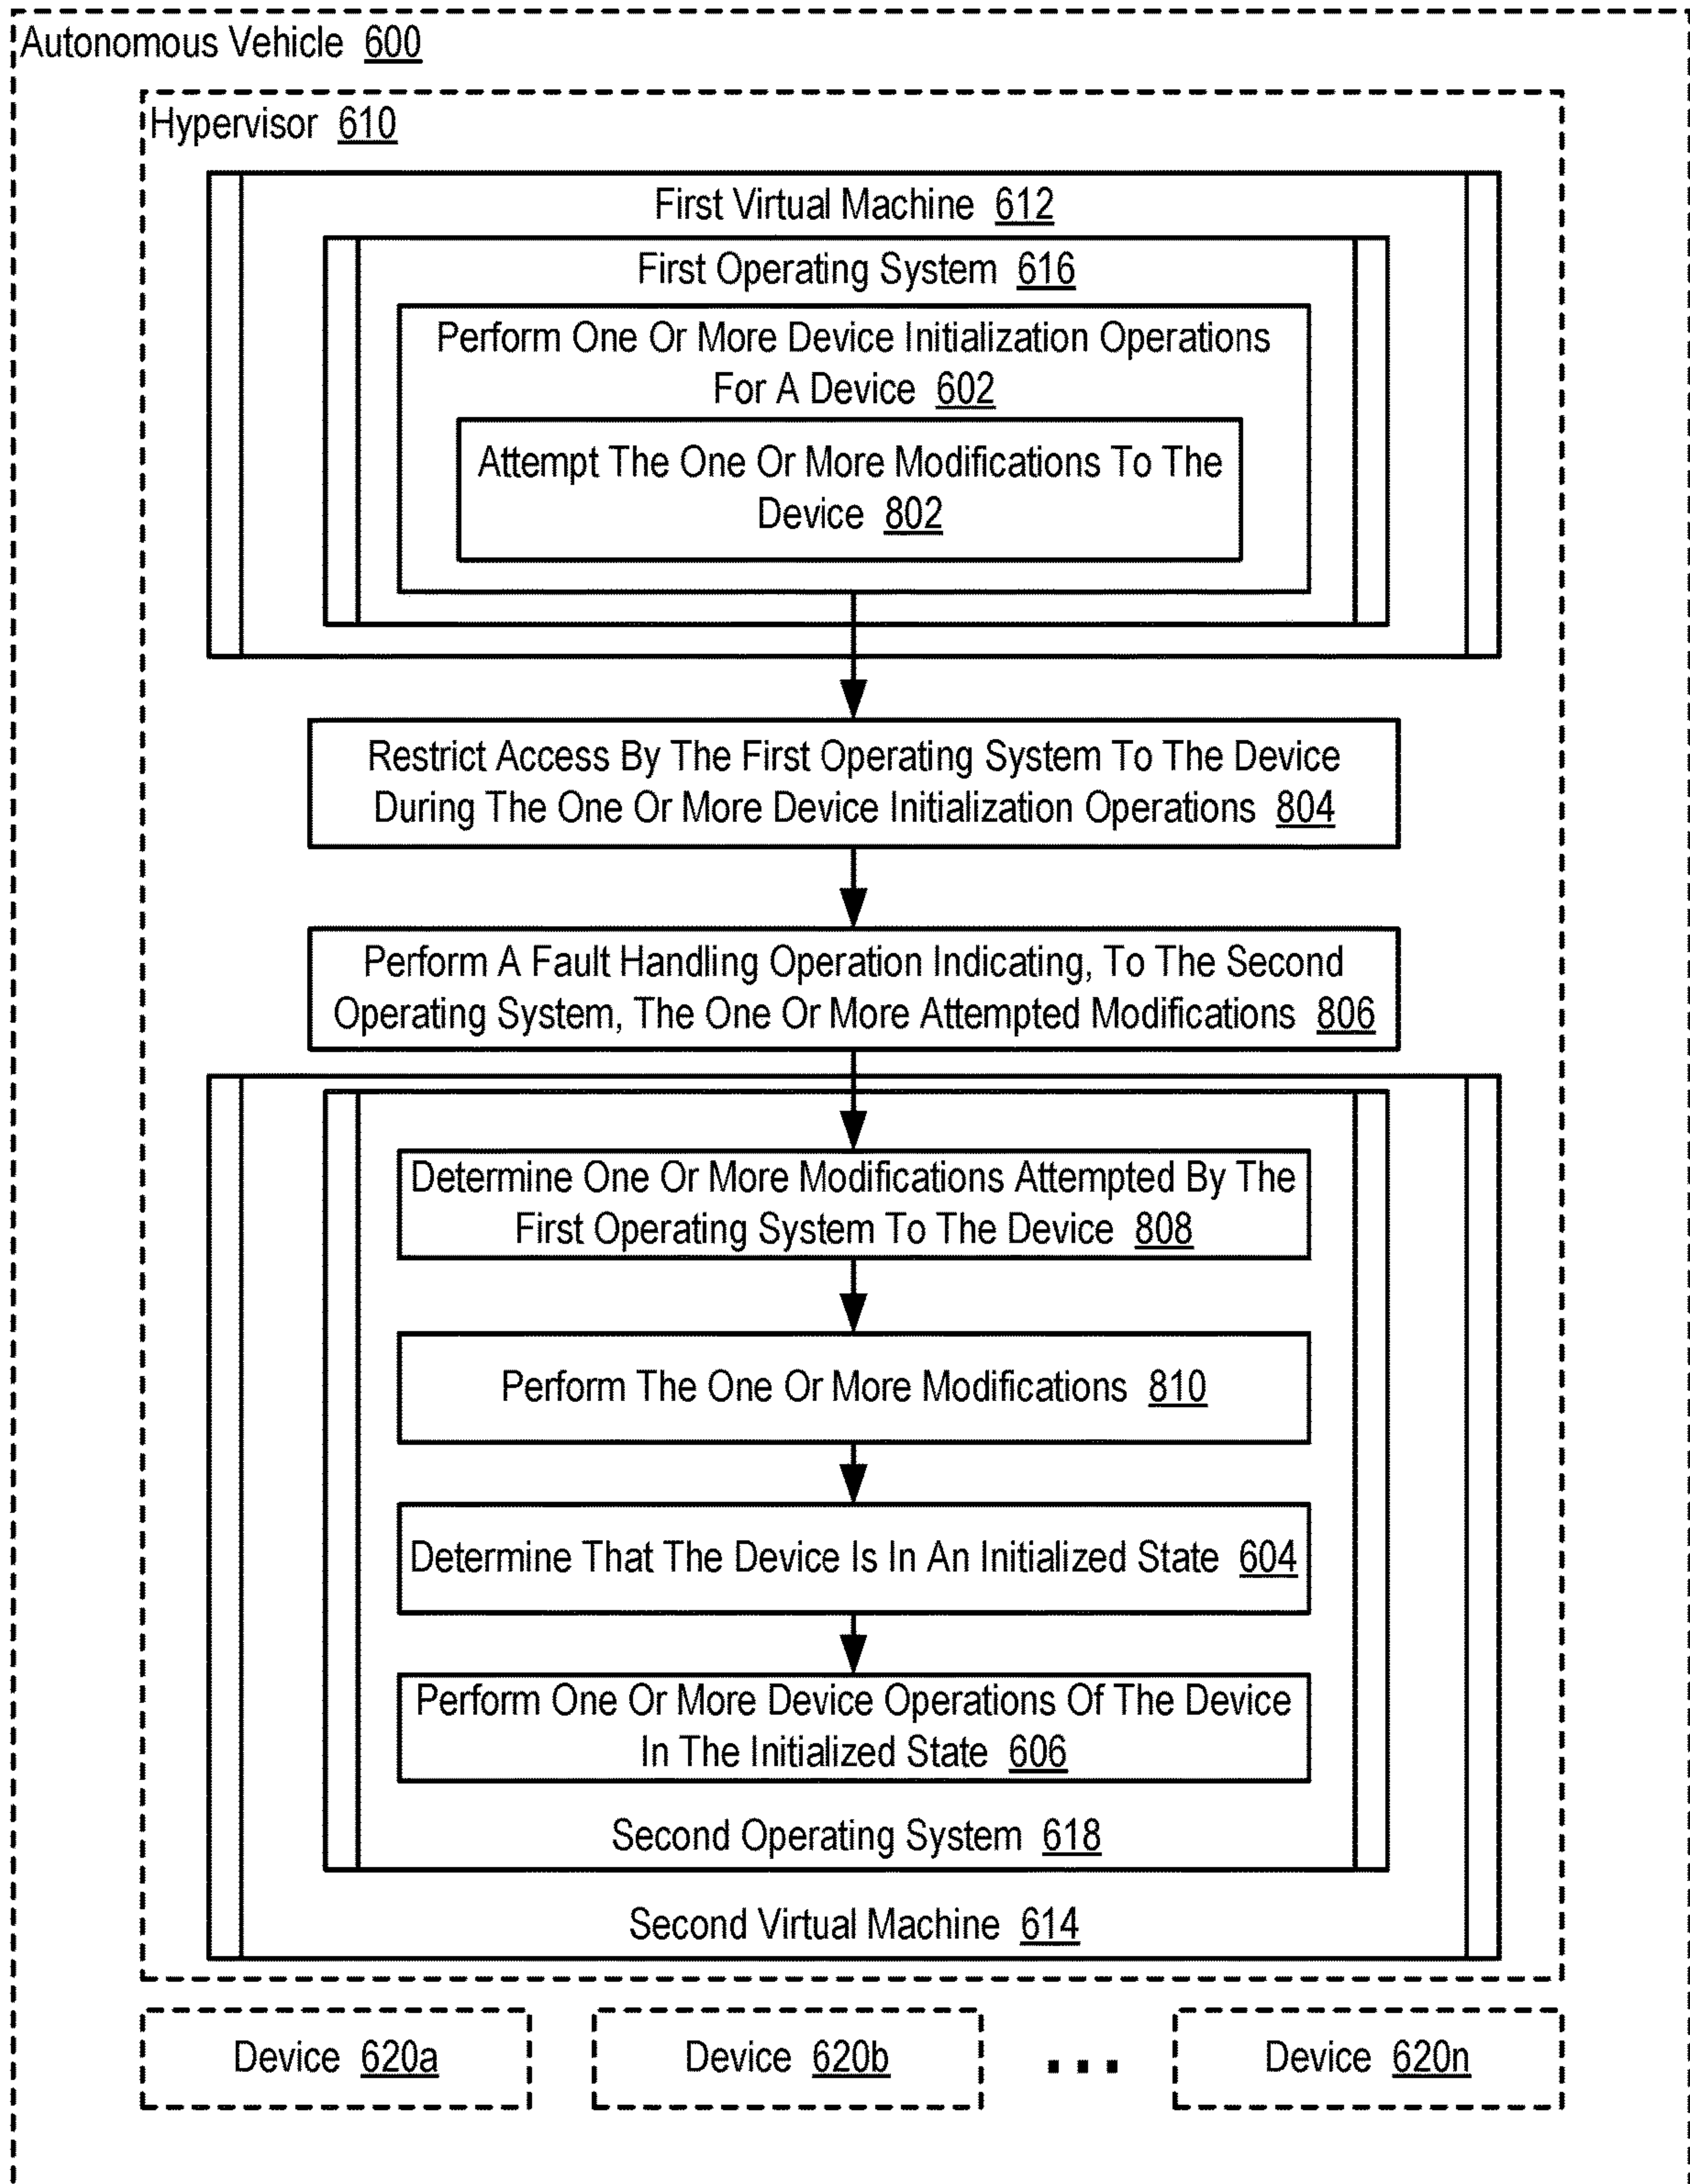 Autonomous Vehicle 600
Hypervisor 610
First Virtual Machine 612
First Operating System 616
Perform One Or More Device Initialization Operations
For A Device 602
Attempt The One Or More Modifications To The
Device 802
Restrict Access By The First Operating System To The Device
During The One Or More Device Initialization Operations 804
Perform A Fault Handling Operation Indicating, To The Second
Operating System, The One Or More Attempted Modifications 806
Determine One Or More Modifications Attempted By The
First Operating System To The Device 808
Perform The One Or More Modifications 810
Determine That The Device Is In An Initialized State 604
Perform One Or More Device Operations Of The Device
In The Initialized State 606
Second Operating System 618
Second Virtual Machine 614
Device 620a
Device 620b
...
Device 620n